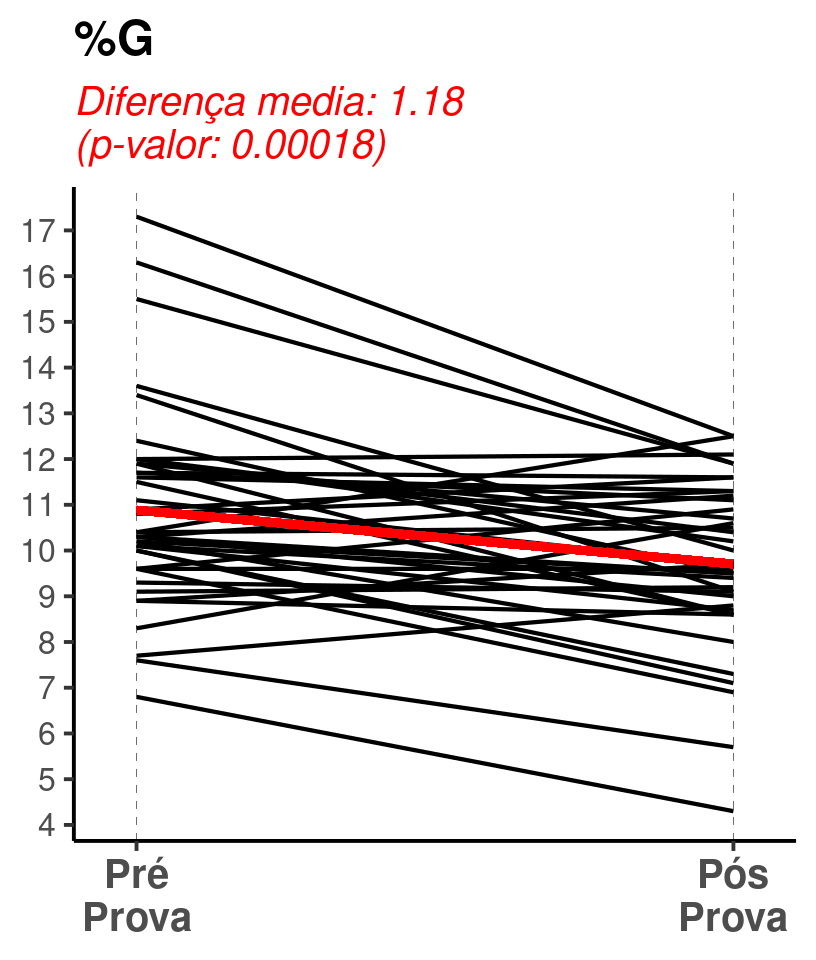 %G
Diferença media: 1.18
(p-valor: 0.00018)
17
16
15
14
13
12
11
10
9
8
7
6
5
4
Pré
Prova
Pós
Prova